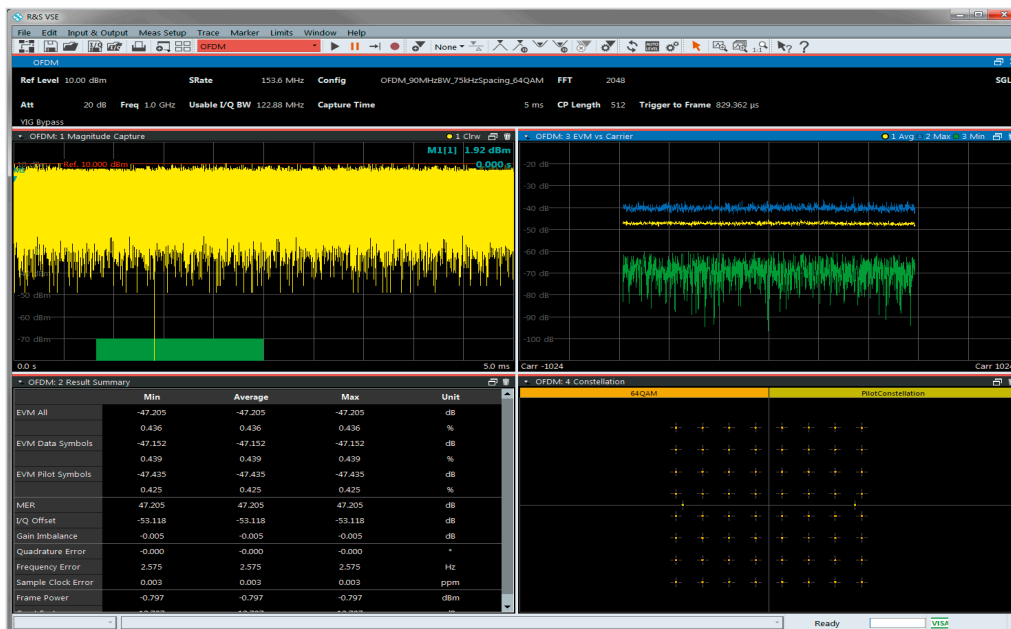 R&S VSE
File Edit Input & Output Meas Setup Trace Marker Limits Window Help
OFDM None
OFDM
Ref Level 10.00 dBm SRate 153.6 MHz Config OFDM_90MHzBW_75kHzSpacing_64QAM FFT 2048 SGL
Att 20 dB Freq 1.0 GHz Usable I/Q BW 122.88 MHz Capture Time 5 ms CP Length 512 Trigger to Frame 829.362 µs
YIG Bypass
OFDM: 1 Magnitude Capture 1 Clrw
M1[1] 1.92 dBm
Ref. 10.000 dBm 0.000 s
-50 dBm
-60 dBm
-70 dBm
0.0 s 5.0 ms
OFDM: 3 EVM vs Carrier 1 Avg 2 Max 3 Min
-20 dB
-30 dB
-40 dB
-50 dB
-60 dB
-70 dB
-80 dB
-90 dB
-100 dB
Carr -1024 Carr 1024
OFDM: 2 Result Summary
Min Average Max Unit
EVM All -47.205 -47.205 -47.205 dB
0.436 0.436 0.436 %
EVM Data Symbols -47.152 -47.152 -47.152 dB
0.439 0.439 0.439 %
EVM Pilot Symbols -47.435 -47.435 -47.435 dB
0.425 0.425 0.425 %
MER 47.205 47.205 47.205 dB
I/Q Offset -53.118 -53.118 -53.118 dB
Gain Imbalance -0.005 -0.005 -0.005 dB
Quadrature Error -0.000 -0.000 -0.000 °
Frequency Error 2.575 2.575 2.575 Hz
Sample Clock Error 0.003 0.003 0.003 ppm
Frame Power -0.797 -0.797 -0.797 dBm
OFDM: 4 Constellation
64QAM PilotConstellation
Ready VISA